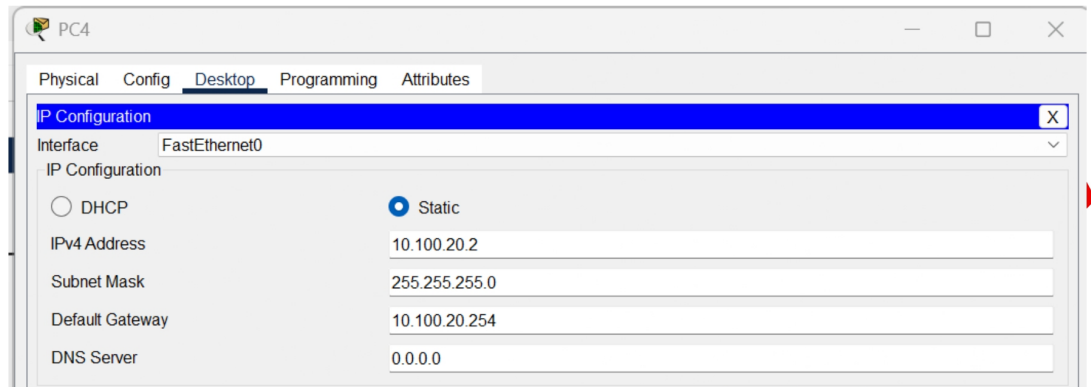 PC4
Physical Config Desktop Programming Attributes
IP Configuration X
Interface FastEthernet0
IP Configuration
DHCP Static
IPv4 Address 10.100.20.2
Subnet Mask 255.255.255.0
Default Gateway 10.100.20.254
DNS Server 0.0.0.0